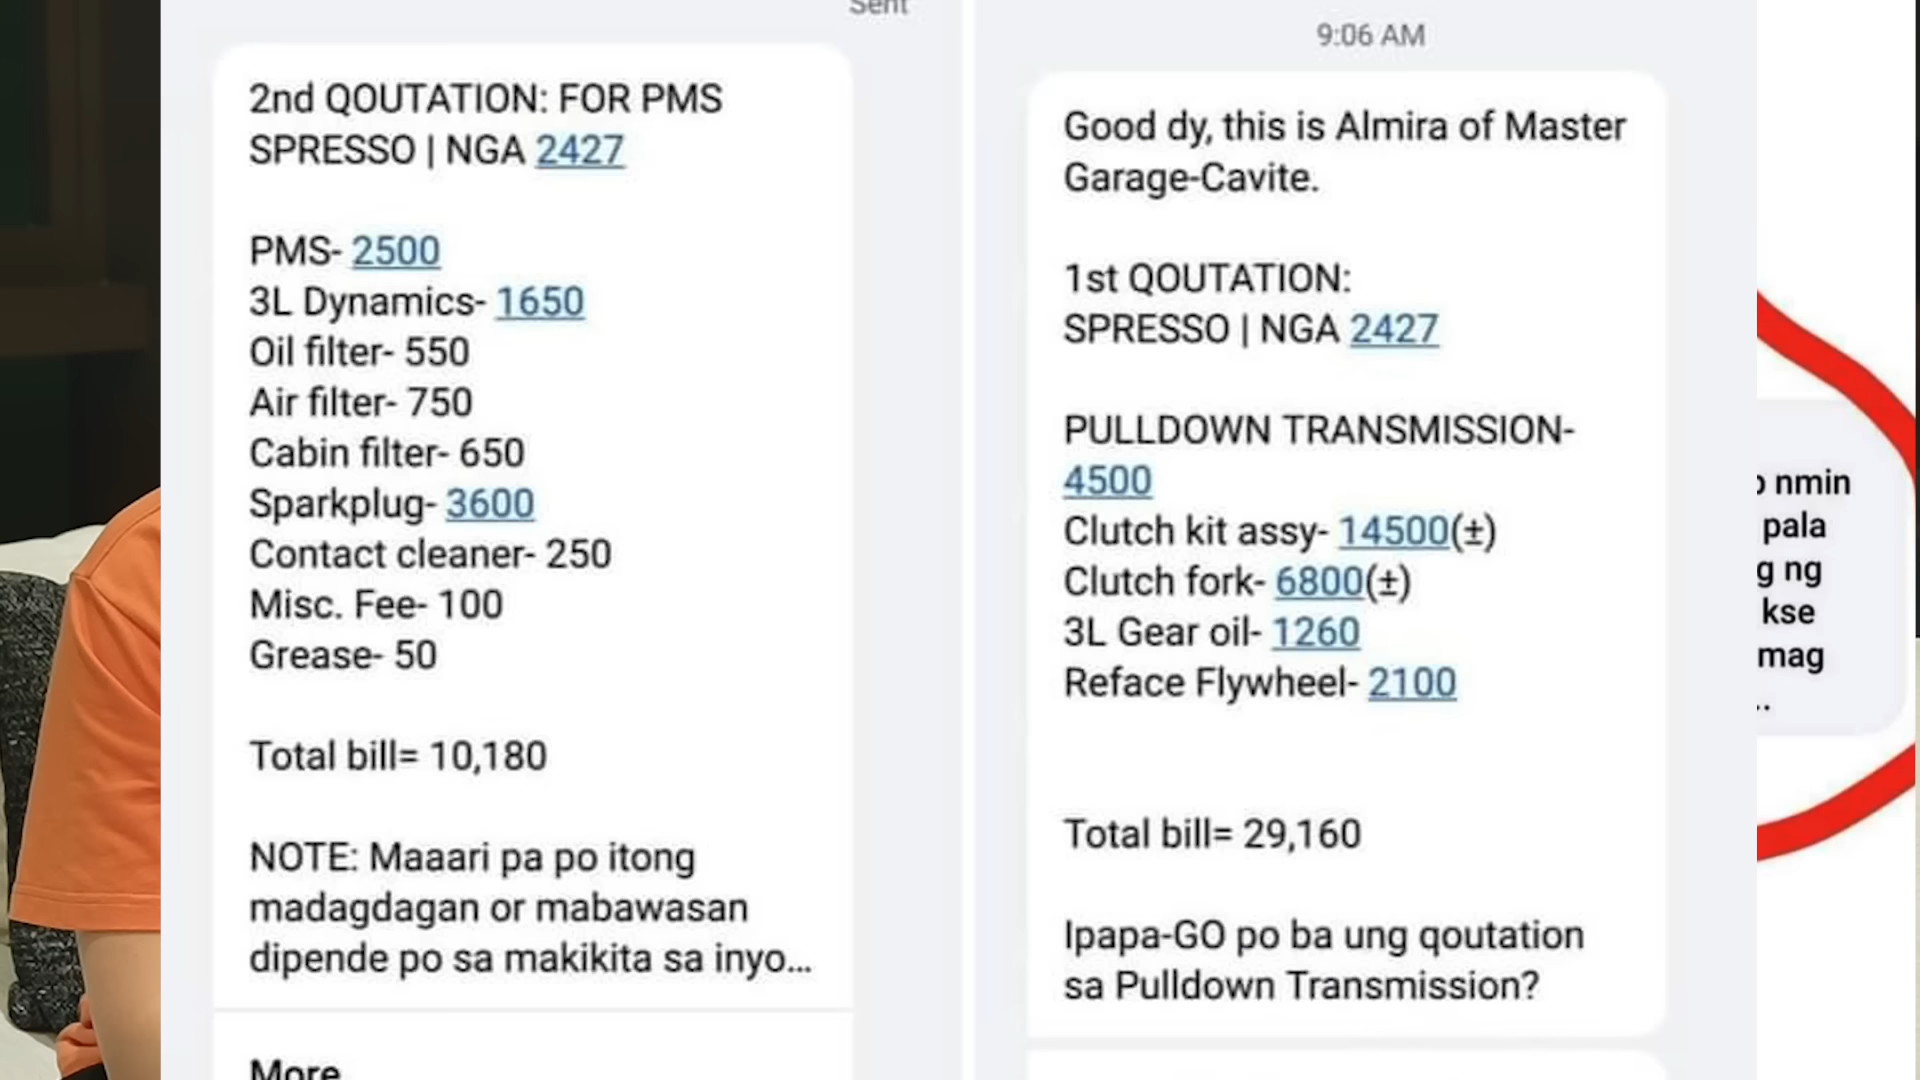 Sent
2nd QOUTATION: FOR PMS
SPRESSO | NGA 2427
PMS- 2500
3L Dynamics- 1650
Oil filter- 550
Air filter- 750
Cabin filter- 650
Sparkplug- 3600
Contact cleaner- 250
Misc. Fee- 100
Grease- 50
Total bill= 10,180
NOTE: Maaari pa po itong
madagdagan or mabawasan
dipende po sa makikita sa inyo...
More
9:06 AM
Good dy, this is Almira of Master
Garage-Cavite.
1st QOUTATION:
SPRESSO | NGA 2427
PULLDOWN TRANSMISSION-
4500
Clutch kit assy- 14500(±)
Clutch fork- 6800(±)
3L Gear oil- 1260
Reface Flywheel- 2100
Total bill= 29,160
Ipapa-GO po ba ung qoutation
sa Pulldown Transmission?
nmin
pala
ng
kse
mag